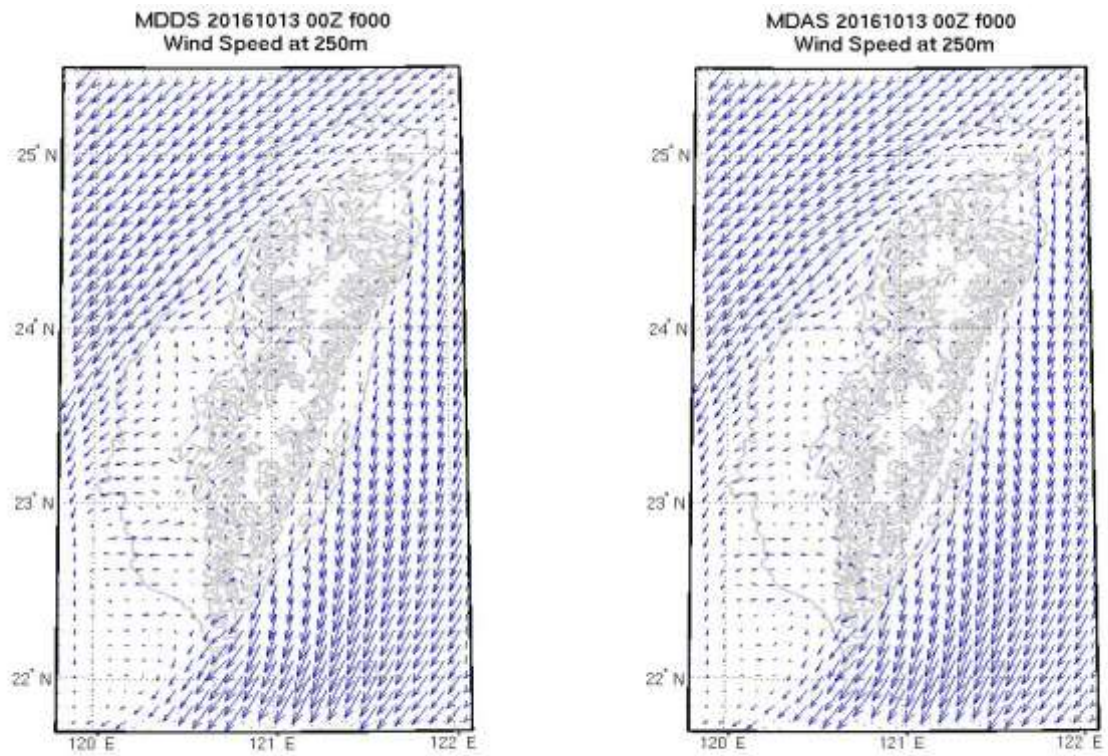 MDDS 20161013 00Z f000
Wind Speed at 250m
25° N
24° N
23° N
22° N
120° E
121° E
122° E
MDAS 20161013 00Z f000
Wind Speed at 250m
25° N
24° N
23° N
22° N
120° E
121° E
122° E